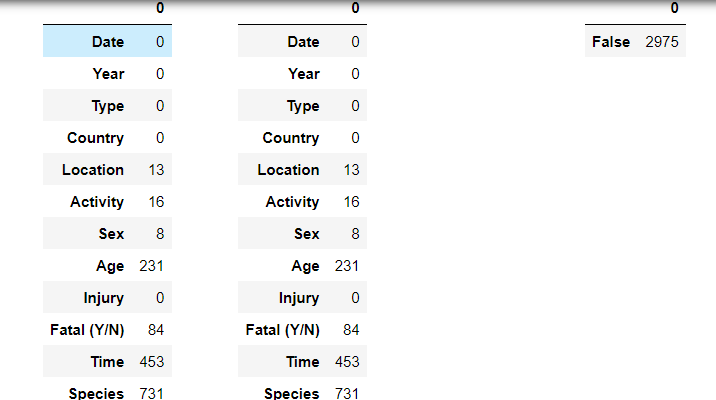 0 0 0
Date 0 Date 0 False 2975
Year 0 Year 0
Type 0 Type 0
Country 0 Country 0
Location 13 Location 13
Activity 16 Activity 16
Sex 8 Sex 8
Age 231 Age 231
Injury 0 Injury 0
Fatal (Y/N) 84 Fatal (Y/N) 84
Time 453 Time 453
Species 731 Species 731